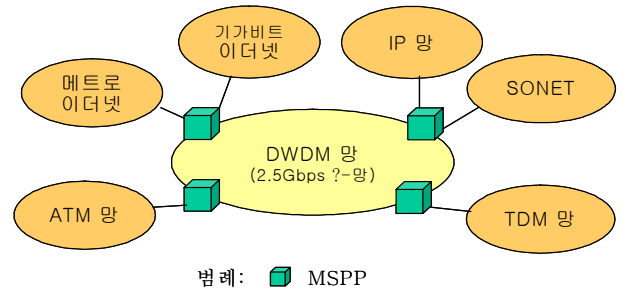 기가비트
이더넷
IP 망
메트로
이더넷
SONET
DWDM 망
(2.5Gbps ?-망)
ATM 망
TDM 망
범례: MSPP